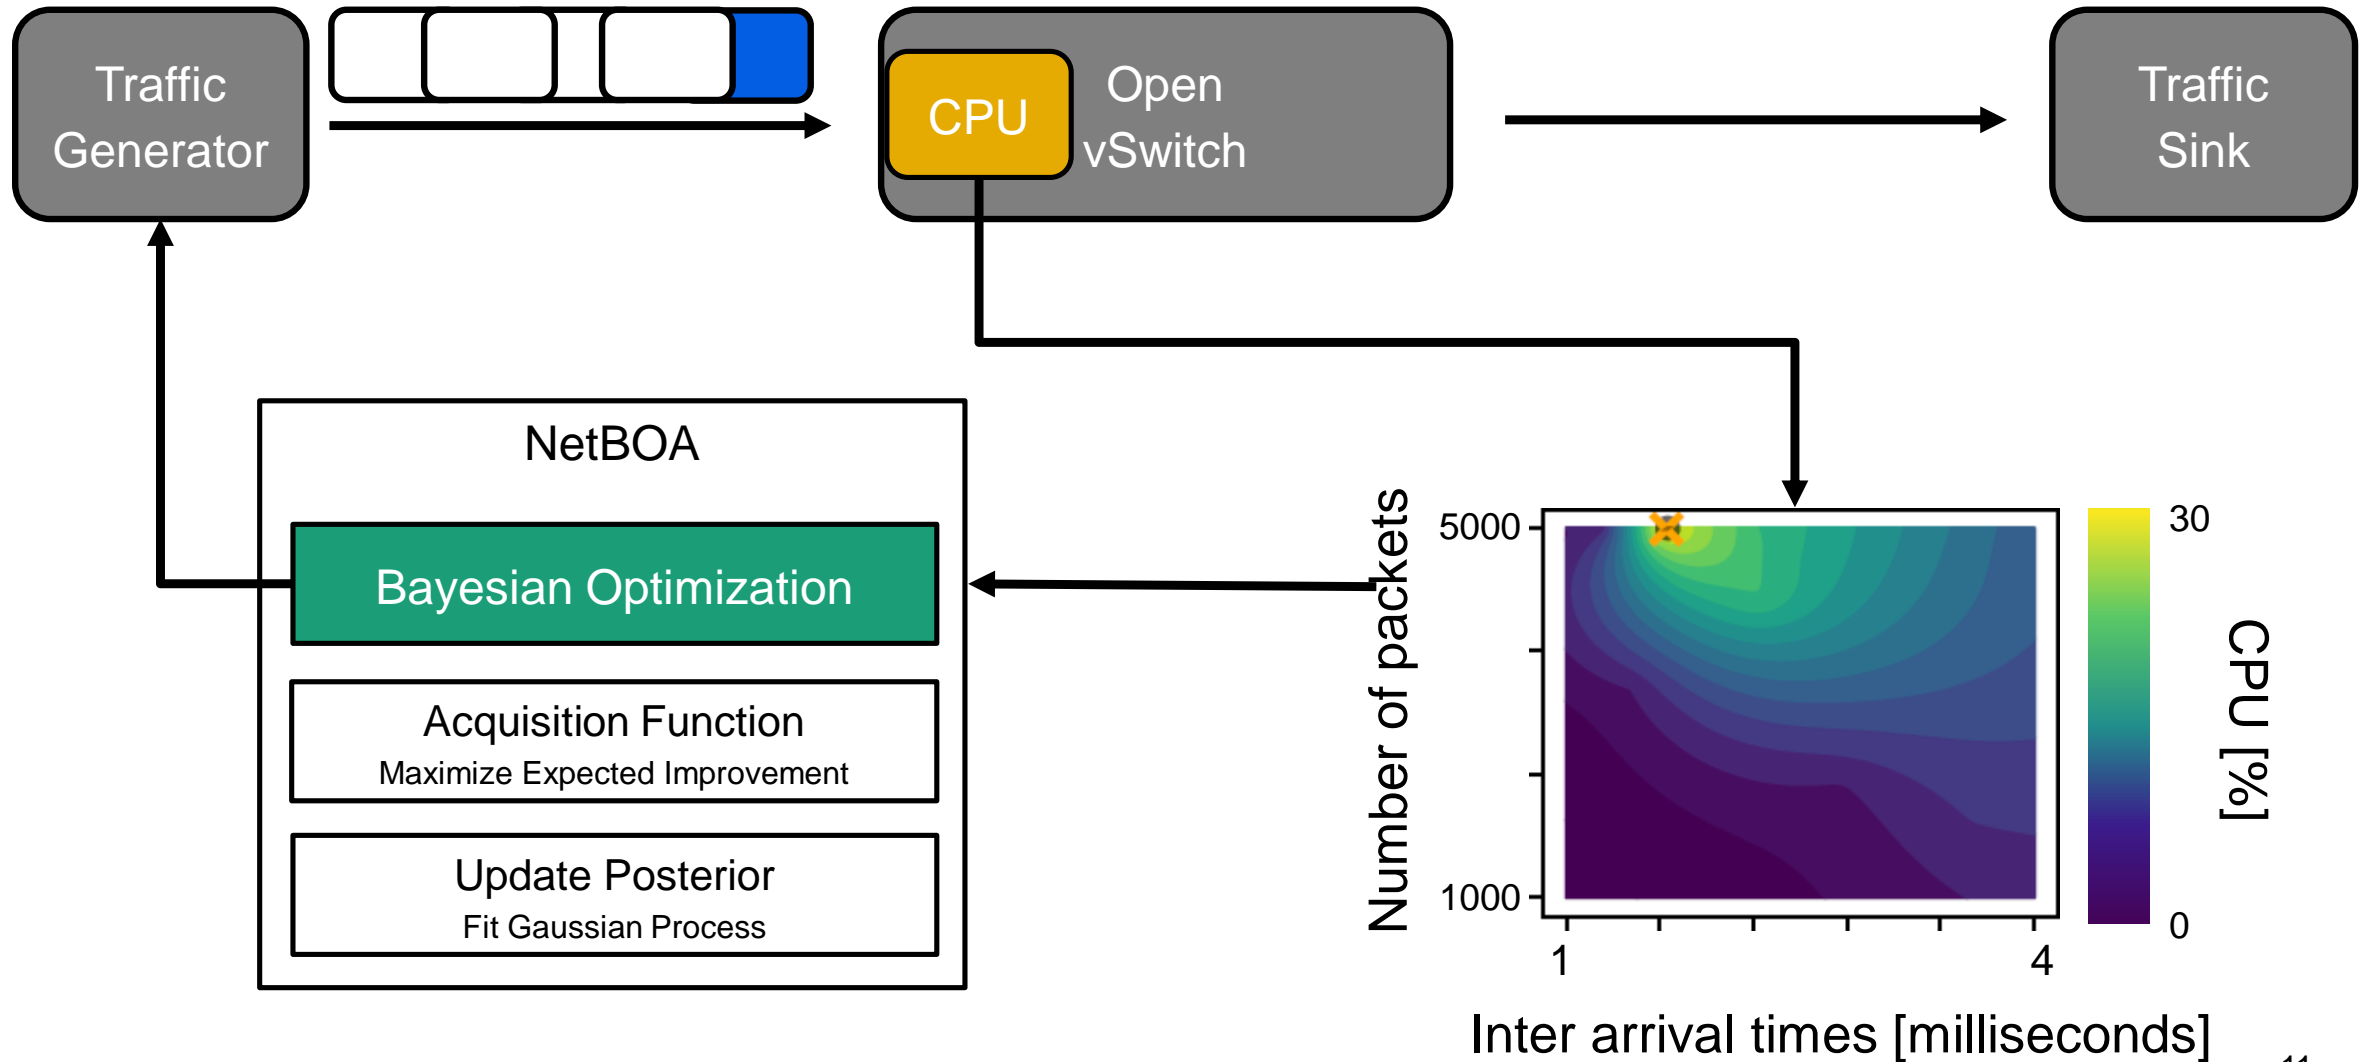 Traffic
Generator
CPU
Open
vSwitch
Traffic
Sink
NetBOA
Bayesian Optimization
Acquisition Function
Maximize Expected Improvement
Update Posterior
Fit Gaussian Process
Number of packets
5000
1000
1
4
Inter arrival times [milliseconds]
30
0
CPU [%]
11